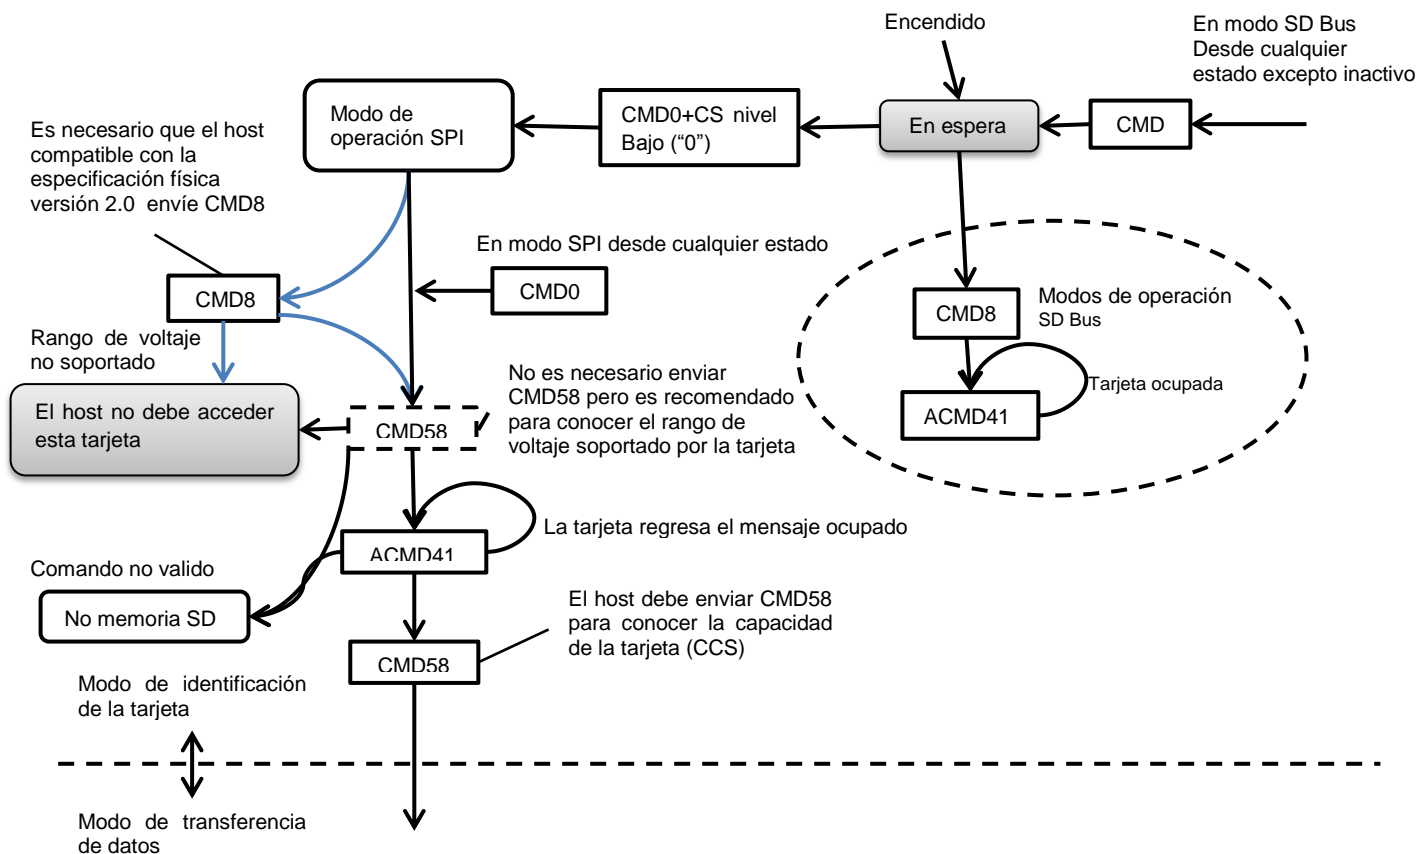 Encendido
En modo SD Bus
Desde cualquier
estado excepto inactivo
Modo de
operación SPI
CMD0+CS nivel
Bajo (“0”)
En espera
CMD
Es necesario que el host
compatible con la
especificación física
versión 2.0 envíe CMD8
En modo SPI desde cualquier estado
CMD8
CMD0
CMD8
Modos de operación
SD Bus
Rango de voltaje
no soportado
No es necesario enviar
CMD58 pero es recomendado
para conocer el rango de
voltaje soportado por la tarjeta
Tarjeta ocupada
El host no debe acceder
esta tarjeta
CMD58
ACMD41
La tarjeta regresa el mensaje ocupado
ACMD41
Comando no valido
No memoria SD
El host debe enviar CMD58
para conocer la capacidad
de la tarjeta (CCS)
CMD58
Modo de identificación
de la tarjeta
Modo de transferencia
de datos